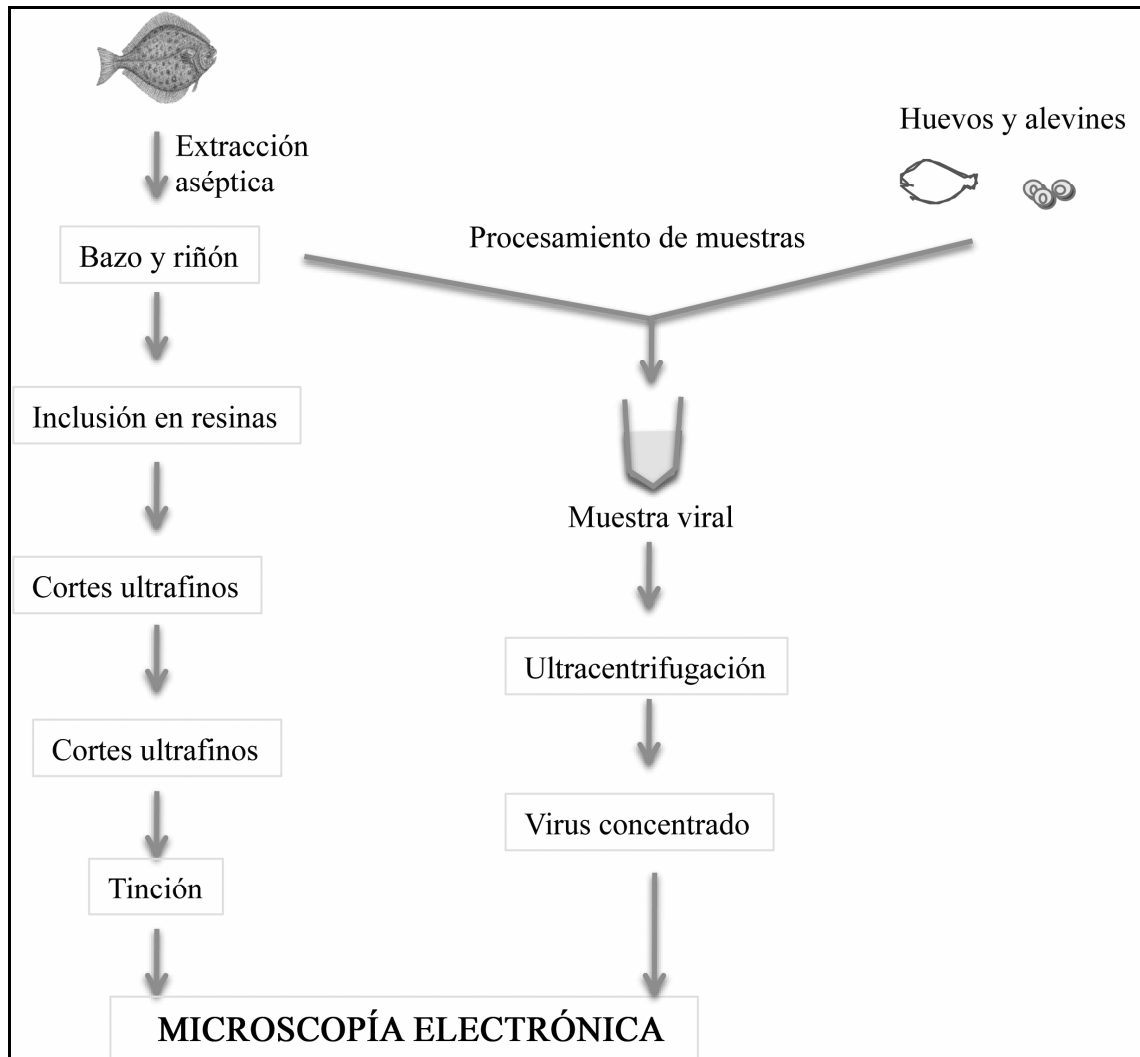 Huevos y alevines
Extracción
aséptica
Procesamiento de muestras
Bazo y riñón
Inclusión en resinas
Muestra viral
Cortes ultrafinos
Ultracentrifugación
Cortes ultrafinos
Virus concentrado
Tinción
MICROSCOPÍA ELECTRÓNICA